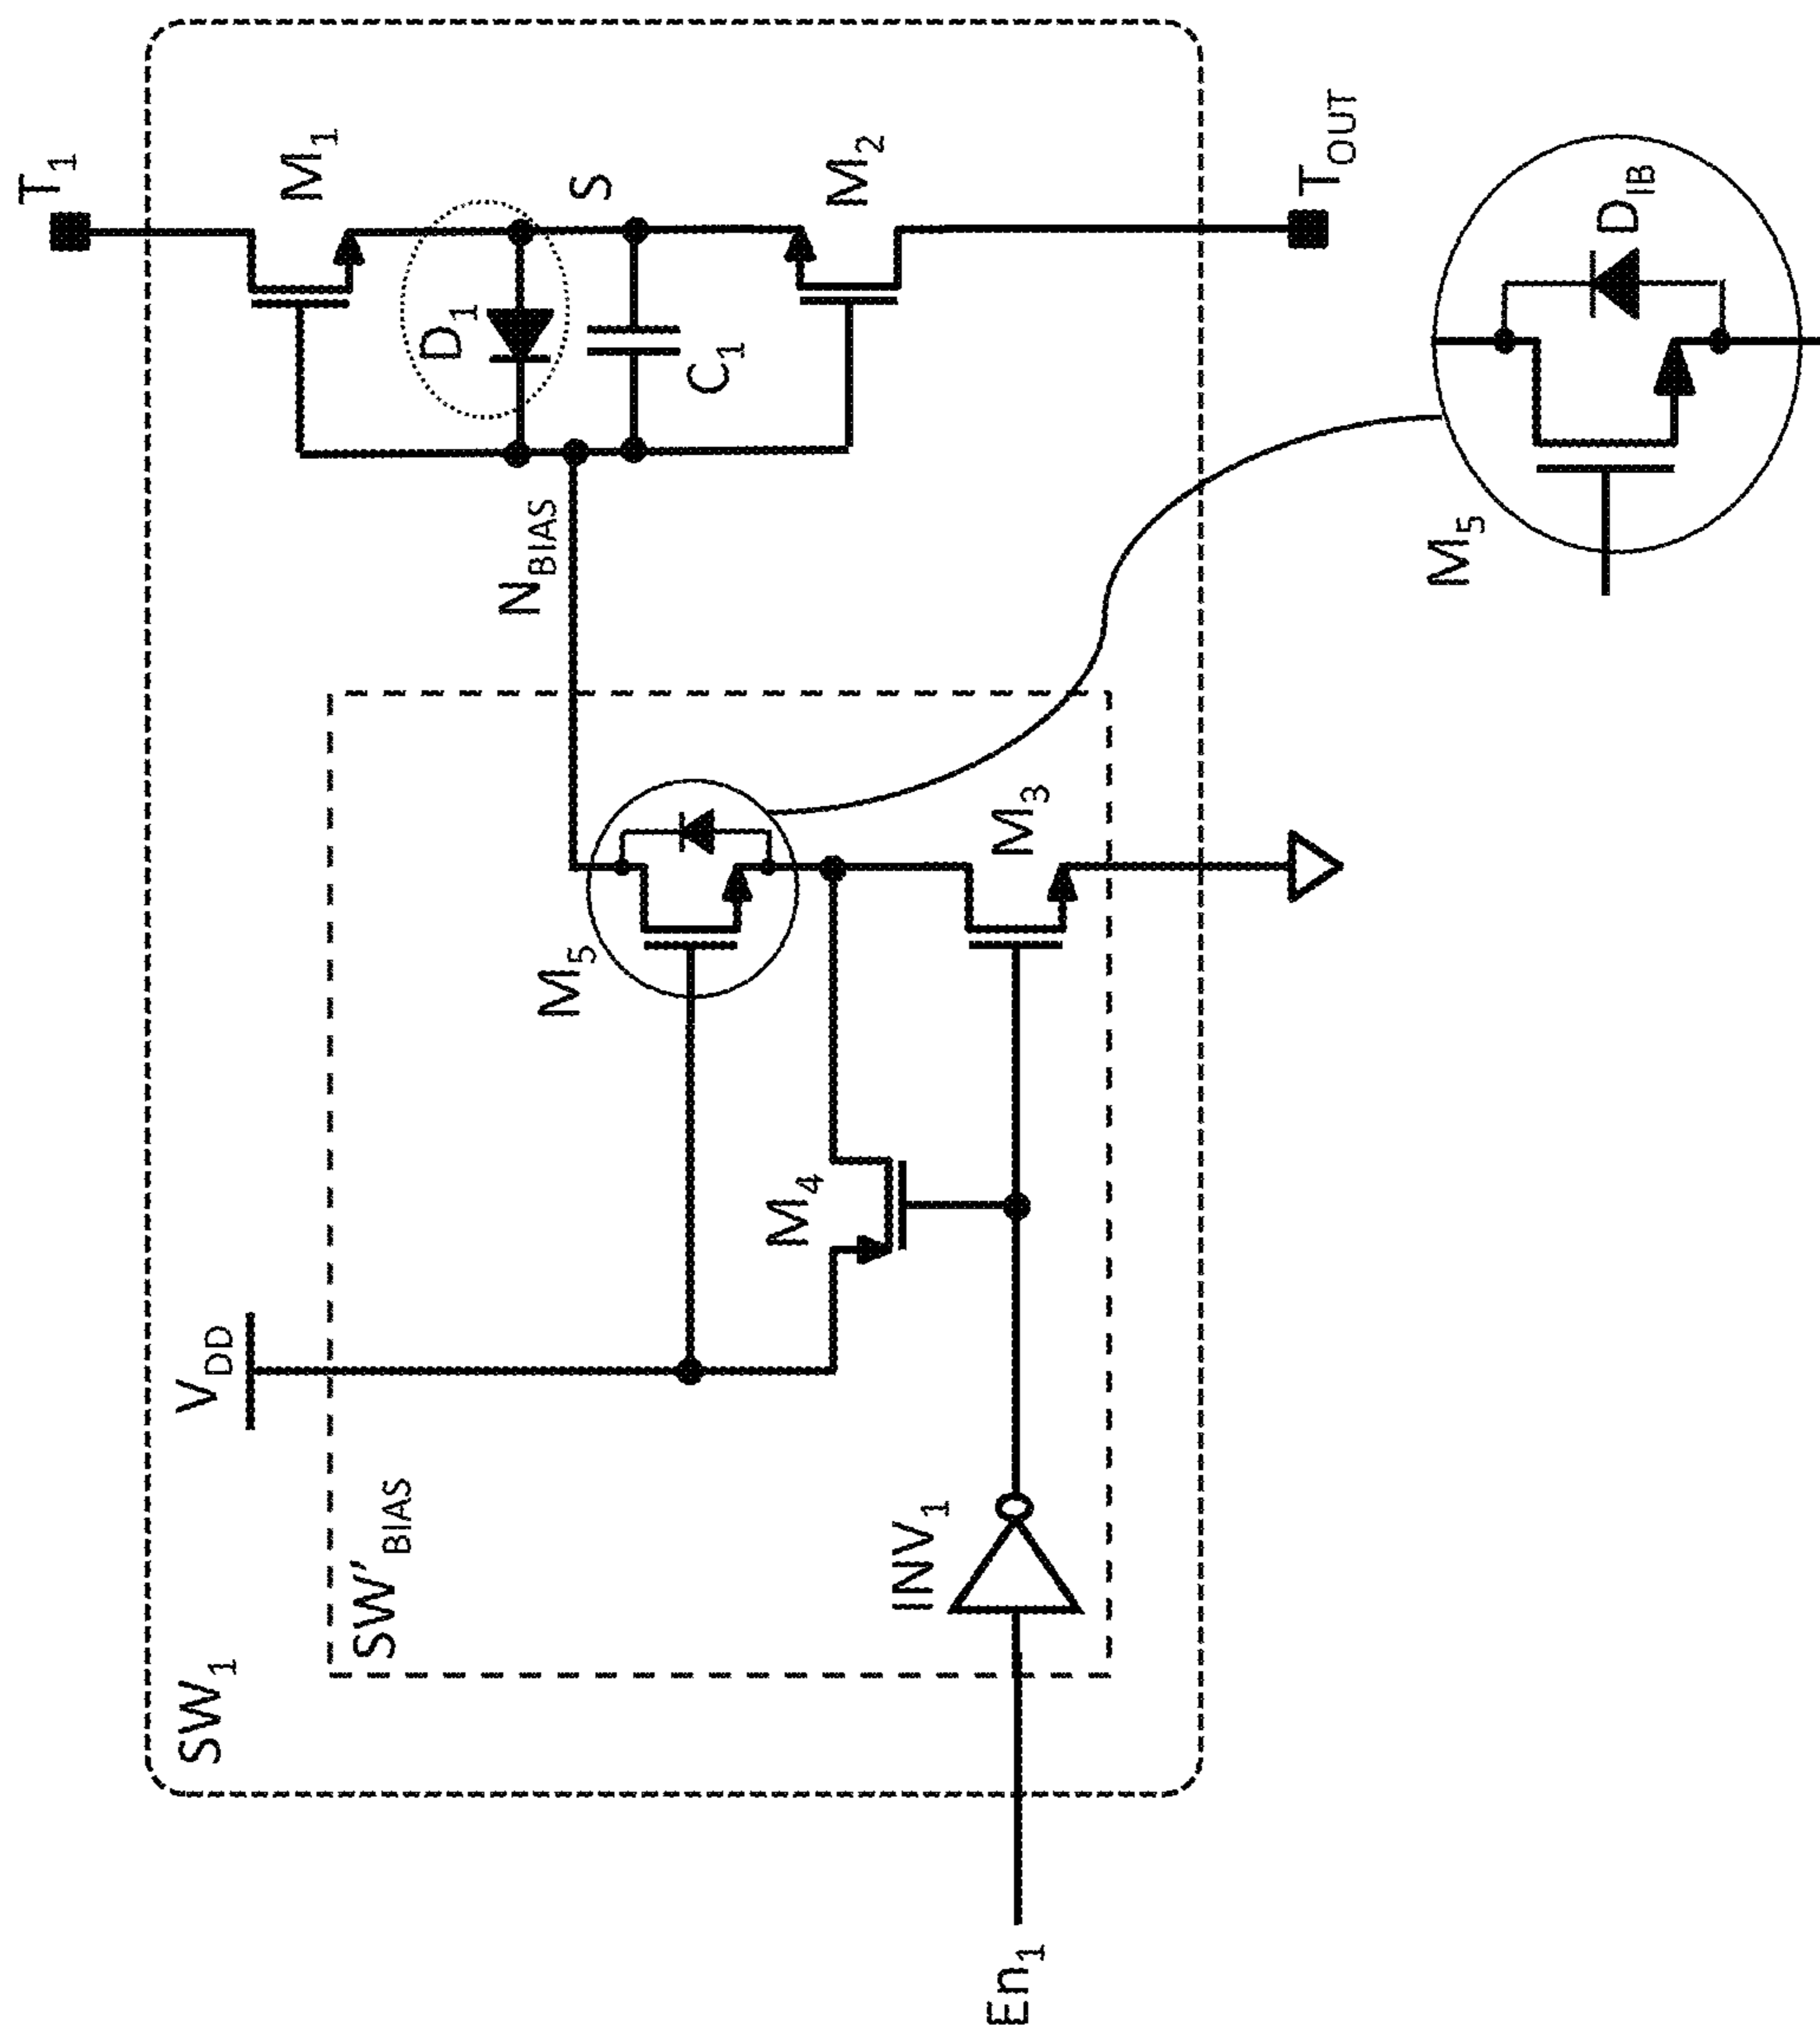 T1
SW1
VDD
M1
SW'BIAS
D1
NBIAS
S
M5
C1
M4
M2
INV1
M3
En1
TOUT
M5
DIB